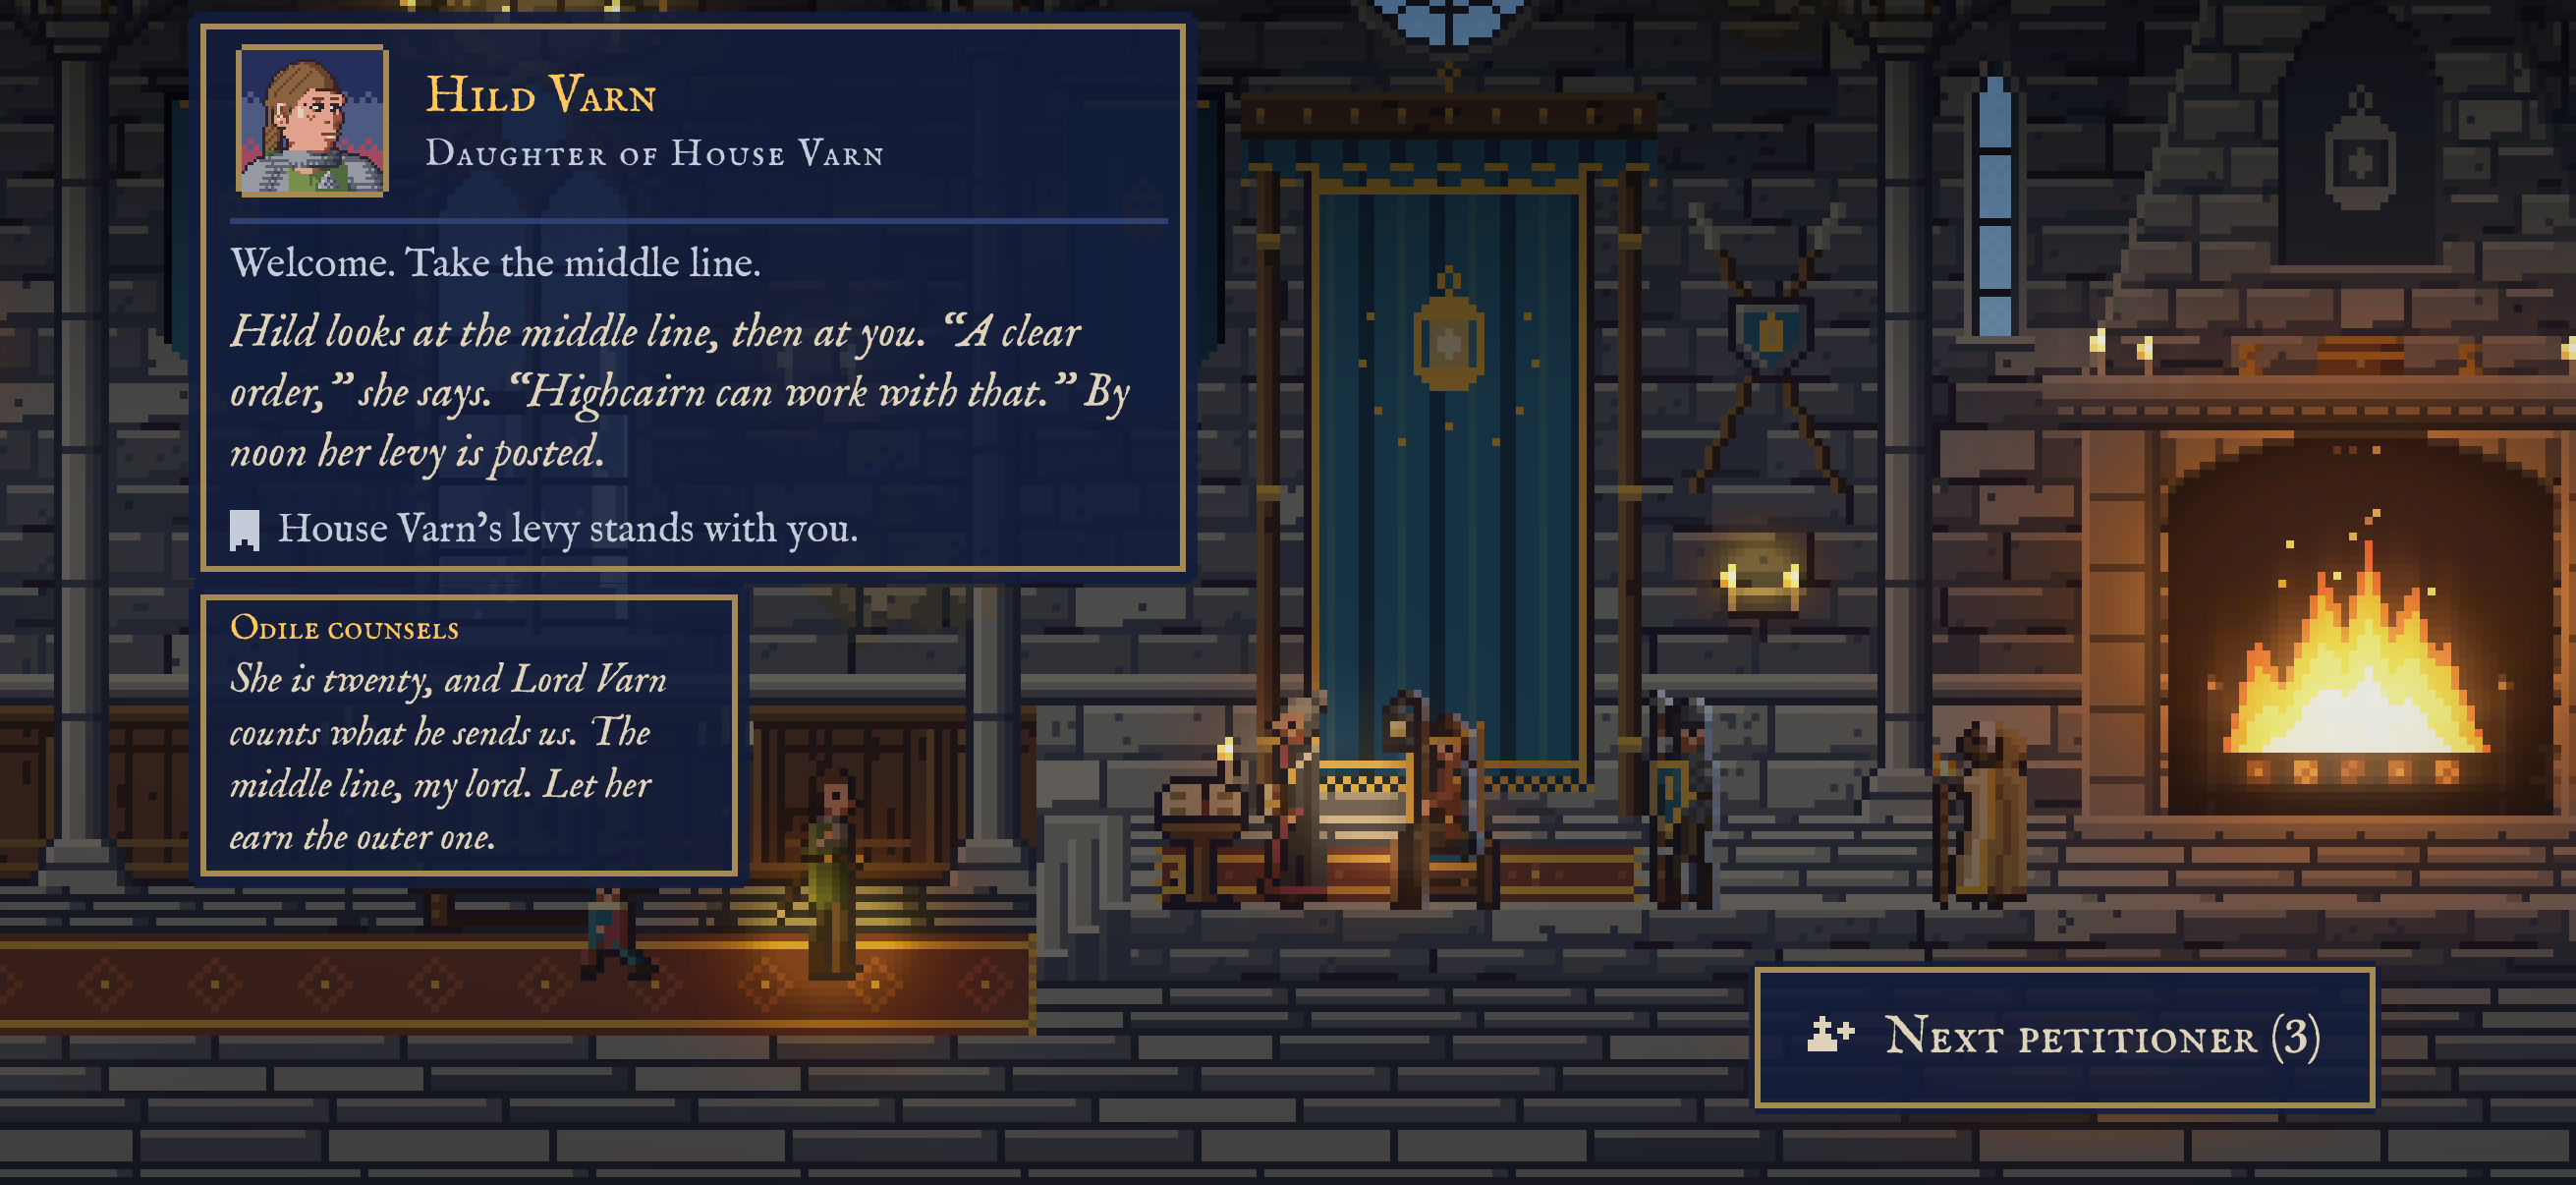 Hild Varn
Daughter of House Varn
Welcome. Take the middle line.
Hild looks at the middle line, then at you. “A clear
order,” she says. “Highcairn can work with that.” By
noon her levy is posted.
House Varn’s levy stands with you.
Odile counsels
She is twenty, and Lord Varn
counts what he sends us. The
middle line, my lord. Let her
earn the outer one.
Next petitioner (3)